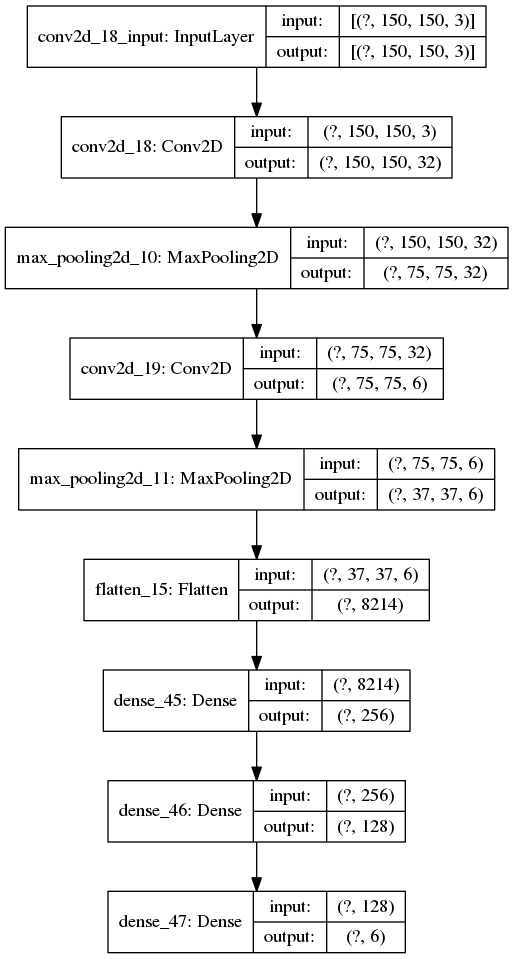 conv2d_18_input: InputLayer
input: [(?, 150, 150, 3)]
output: [(?, 150, 150, 3)]
conv2d_18: Conv2D
input: (?, 150, 150, 3)
output: (?, 150, 150, 32)
max_pooling2d_10: MaxPooling2D
input: (?, 150, 150, 32)
output: (?, 75, 75, 32)
conv2d_19: Conv2D
input: (?, 75, 75, 32)
output: (?, 75, 75, 6)
max_pooling2d_11: MaxPooling2D
input: (?, 75, 75, 6)
output: (?, 37, 37, 6)
flatten_15: Flatten
input: (?, 37, 37, 6)
output: (?, 8214)
dense_45: Dense
input: (?, 8214)
output: (?, 256)
dense_46: Dense
input: (?, 256)
output: (?, 128)
dense_47: Dense
input: (?, 128)
output: (?, 6)